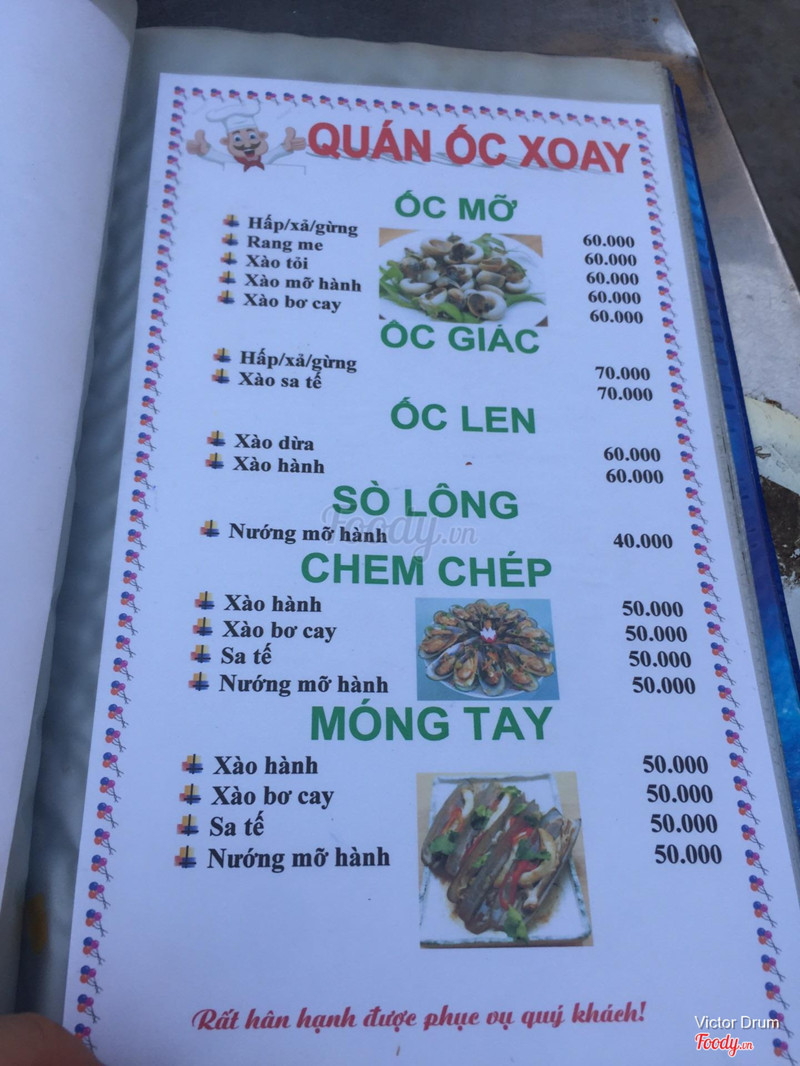 QUÁN ỐC XOAY
ỐC MỠ
Hấp/xả/gừng 60.000
Rang me 60.000
Xào tỏi 60.000
Xào mỡ hành 60.000
Xào bơ cay 60.000
ỐC GIÁC
Hấp/xả/gừng 70.000
Xào sa tế 70.000
ỐC LEN
Xào dừa 60.000
Xào hành 60.000
SÒ LÔNG
Nướng mỡ hành 40.000
Foody.vn
CHEM CHÉP
Xào hành 50.000
Xào bơ cay 50.000
Sa tế 50.000
Nướng mỡ hành 50.000
MÓNG TAY
Xào hành 50.000
Xào bơ cay 50.000
Sa tế 50.000
Nướng mỡ hành 50.000
Rất hân hạnh được phục vụ quý khách!
Victor Drum
Foody.vn